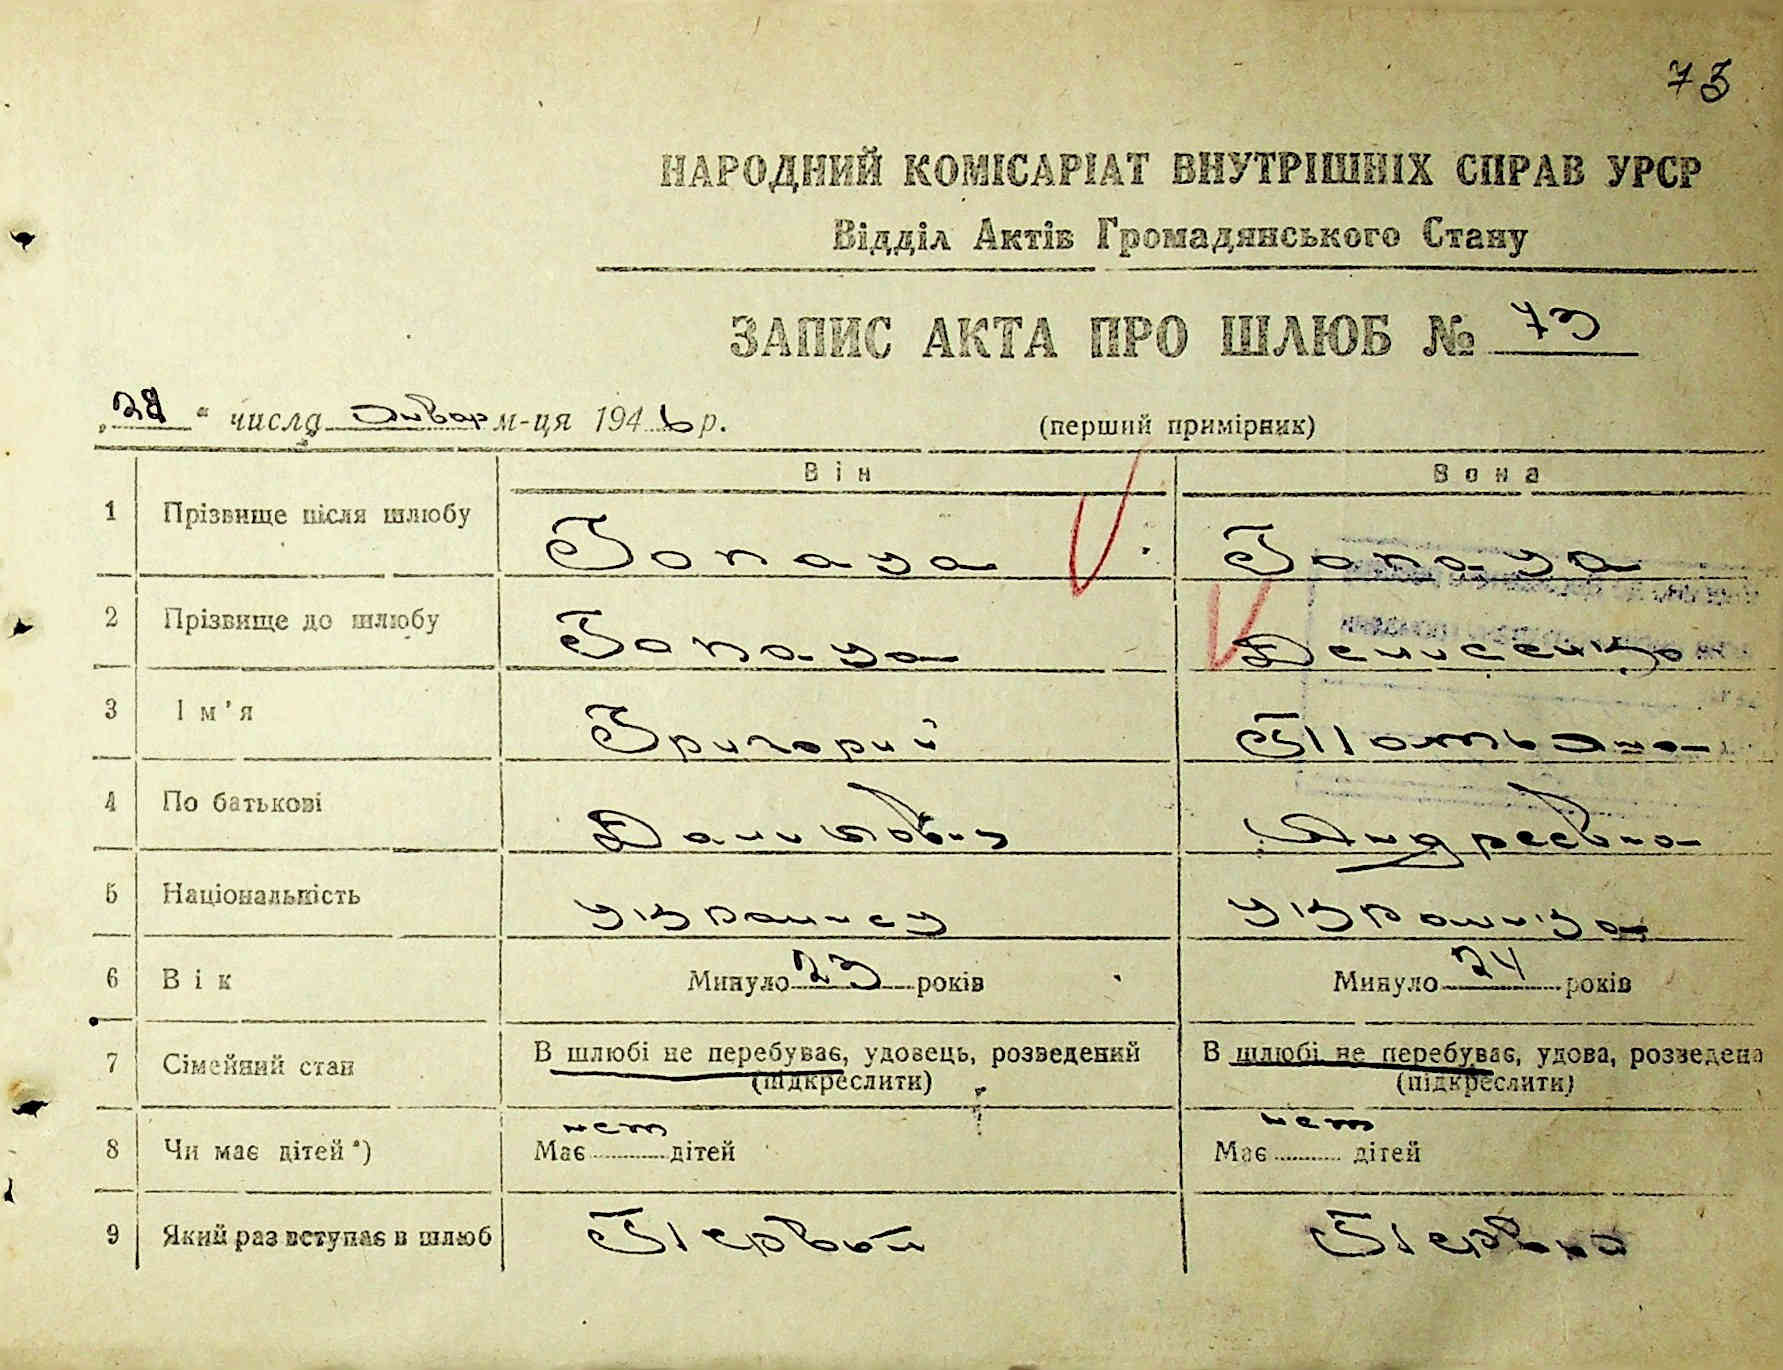 73
НАРОДНИЙ КОМІСАРІАТ ВНУТРІШНІХ СПРАВ УРСР
Відділ Актів Громадянського Стану
ЗАПИС АКТА ПРО ШЛЮБ № 73
„28 “ числа Январ м-ця 1946 р. (перший примірник)
Він Вона
1 Прізвище після шлюбу
2 Прізвище до шлюбу Денисенко
3 Ім'я Григорий Татьяна
4 По батькові Данилович Андреевна
5 Національність украинец украинка
6 Вік Минуло 23 років Минуло 24 років
7 Сімейний стан В шлюбі не перебуває, удовець, розведений В шлюбі не перебуває, удова, розведена
(підкреслити) (підкреслити)
8 Чи має дітей *) Має нет дітей Має нет дітей
9 Який раз вступає в шлюб Первый Первый